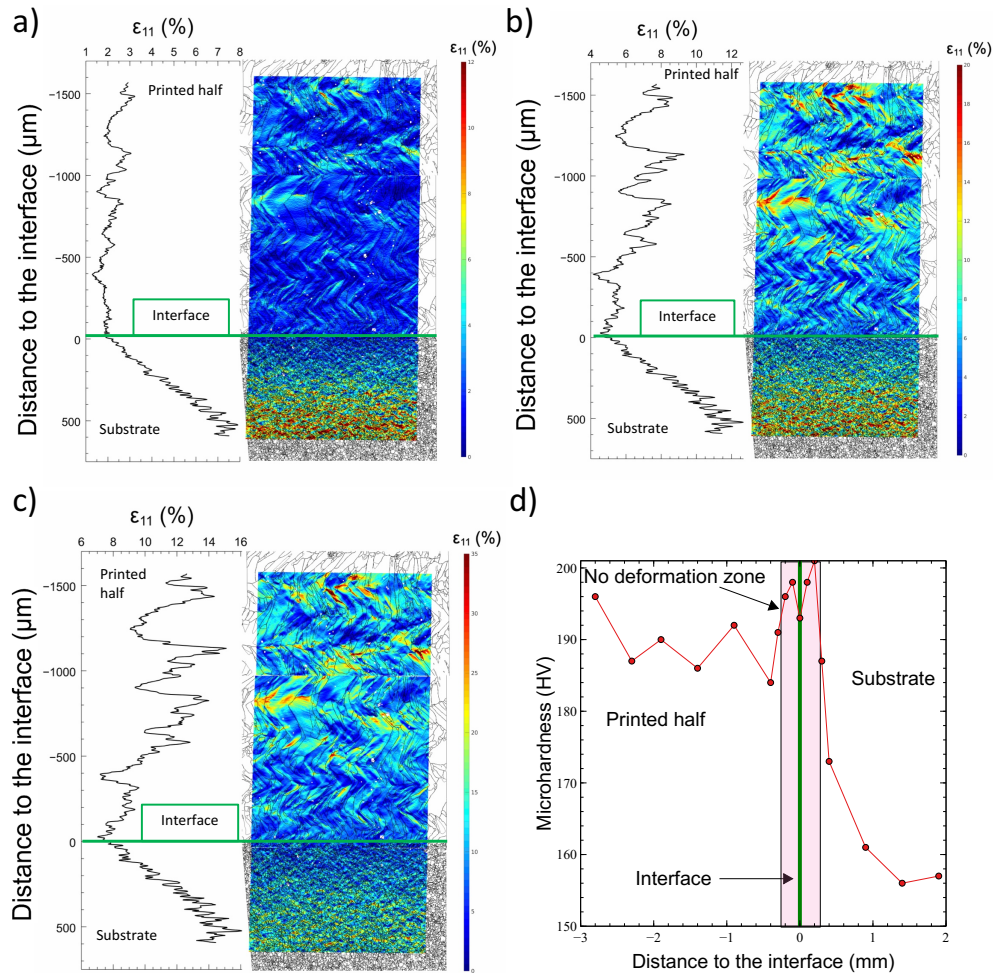 a)
ε₁₁ (%)
1 2 3 4 5 6 7 8
ε₁₁ (%)
12
10
8
6
4
2
0
Distance to the interface (µm)
−1500
−1000
−500
0
500
Printed half
Interface
Substrate
b)
ε₁₁ (%)
4 6 8 10 12
ε₁₁ (%)
20
18
16
14
12
10
8
6
4
2
0
Distance to the interface (µm)
−1500
−1000
−500
0
500
Printed half
Interface
Substrate
c)
ε₁₁ (%)
6 8 10 12 14 16
ε₁₁ (%)
35
30
25
20
15
10
5
0
Distance to the interface (µm)
−1500
−1000
−500
0
500
Printed
half
Interface
Substrate
d)
Microhardness (HV)
200
190
180
170
160
150
No deformation zone
Substrate
Printed half
Interface
−3 −2 −1 0 1 2
Distance to the interface (mm)